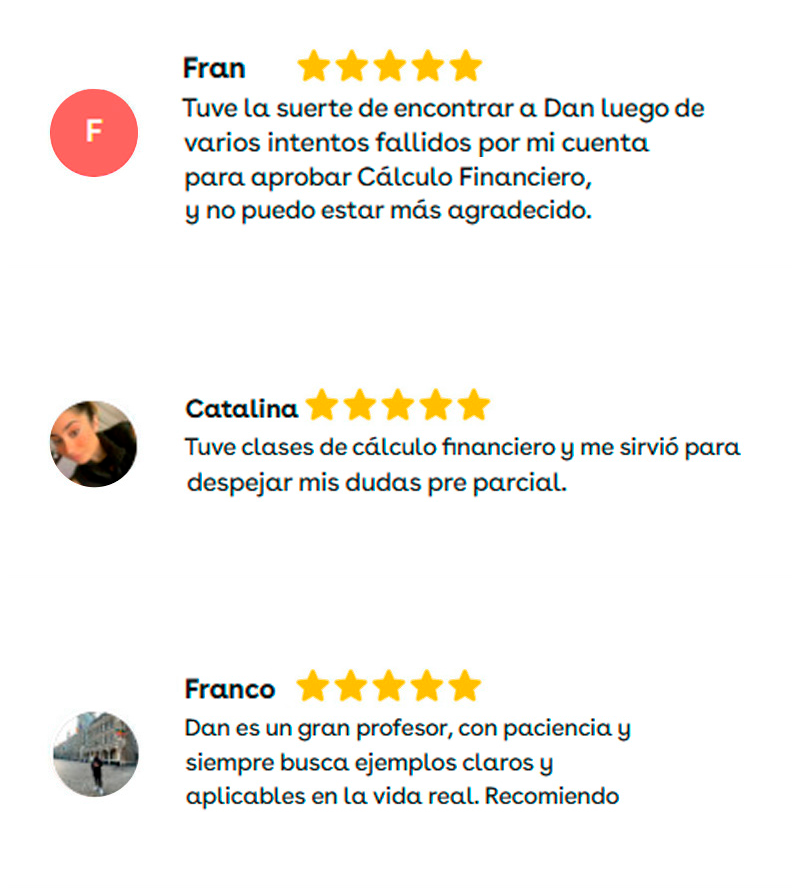 F
Fran
Tuve la suerte de encontrar a Dan luego de
varios intentos fallidos por mi cuenta
para aprobar Cálculo Financiero,
y no puedo estar más agradecido.
Catalina
Tuve clases de cálculo financiero y me sirvió para
despejar mis dudas pre parcial.
Franco
Dan es un gran profesor, con paciencia y
siempre busca ejemplos claros y
aplicables en la vida real. Recomiendo